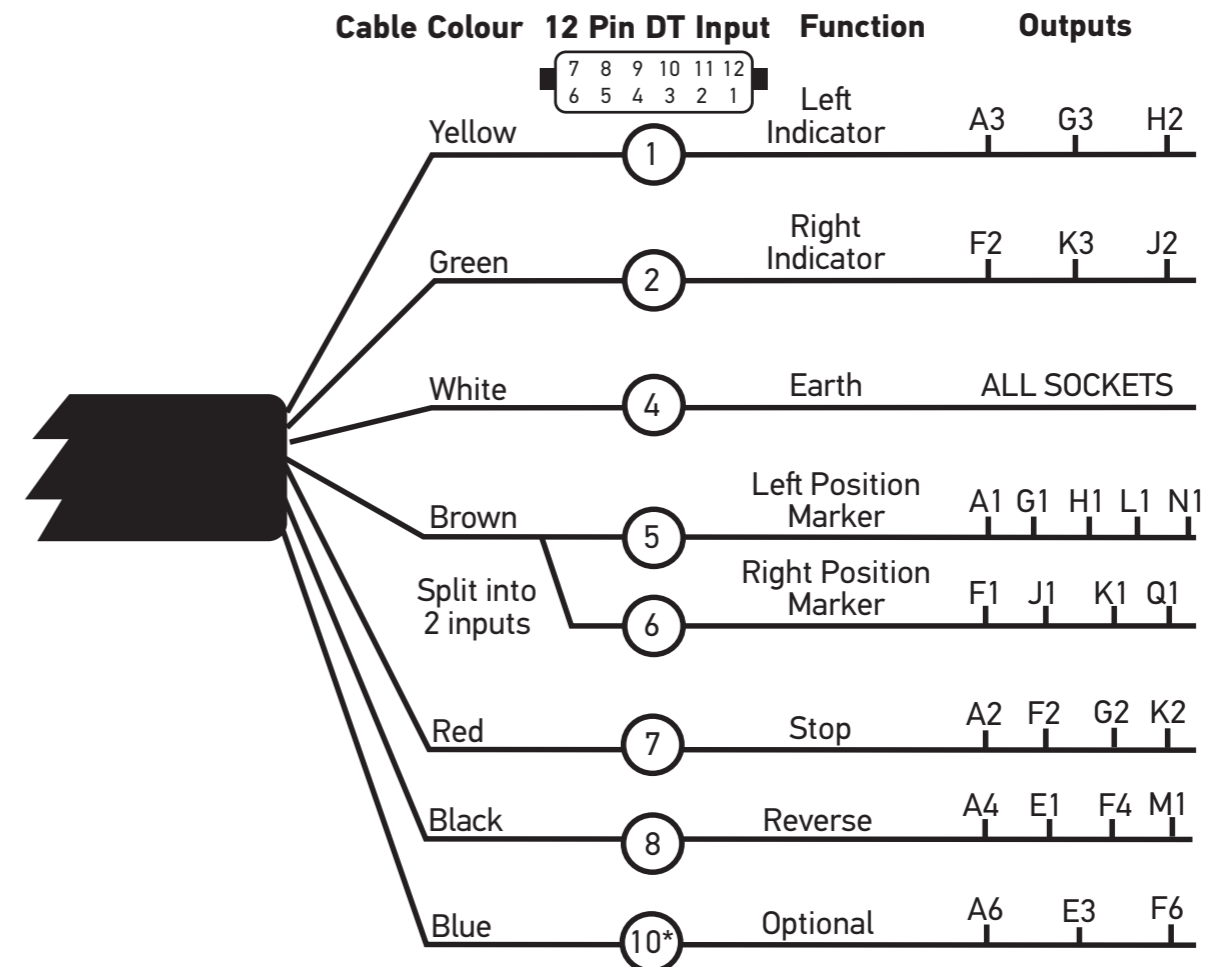 Cable Colour 12 Pin DT Input Function Outputs
7 8 9 10 11 12
6 5 4 3 2 1
Yellow 1 Left
Indicator A3 G3 H2
Green 2 Right
Indicator F2 K3 J2
White 4 Earth ALL SOCKETS
Brown 5 Left Position
Marker A1 G1 H1 L1 N1
Split into
2 inputs
6 Right Position
Marker F1 J1 K1 Q1
Red 7 Stop A2 F2 G2 K2
Black 8 Reverse A4 E1 F4 M1
Blue 10* Optional A6 E3 F6